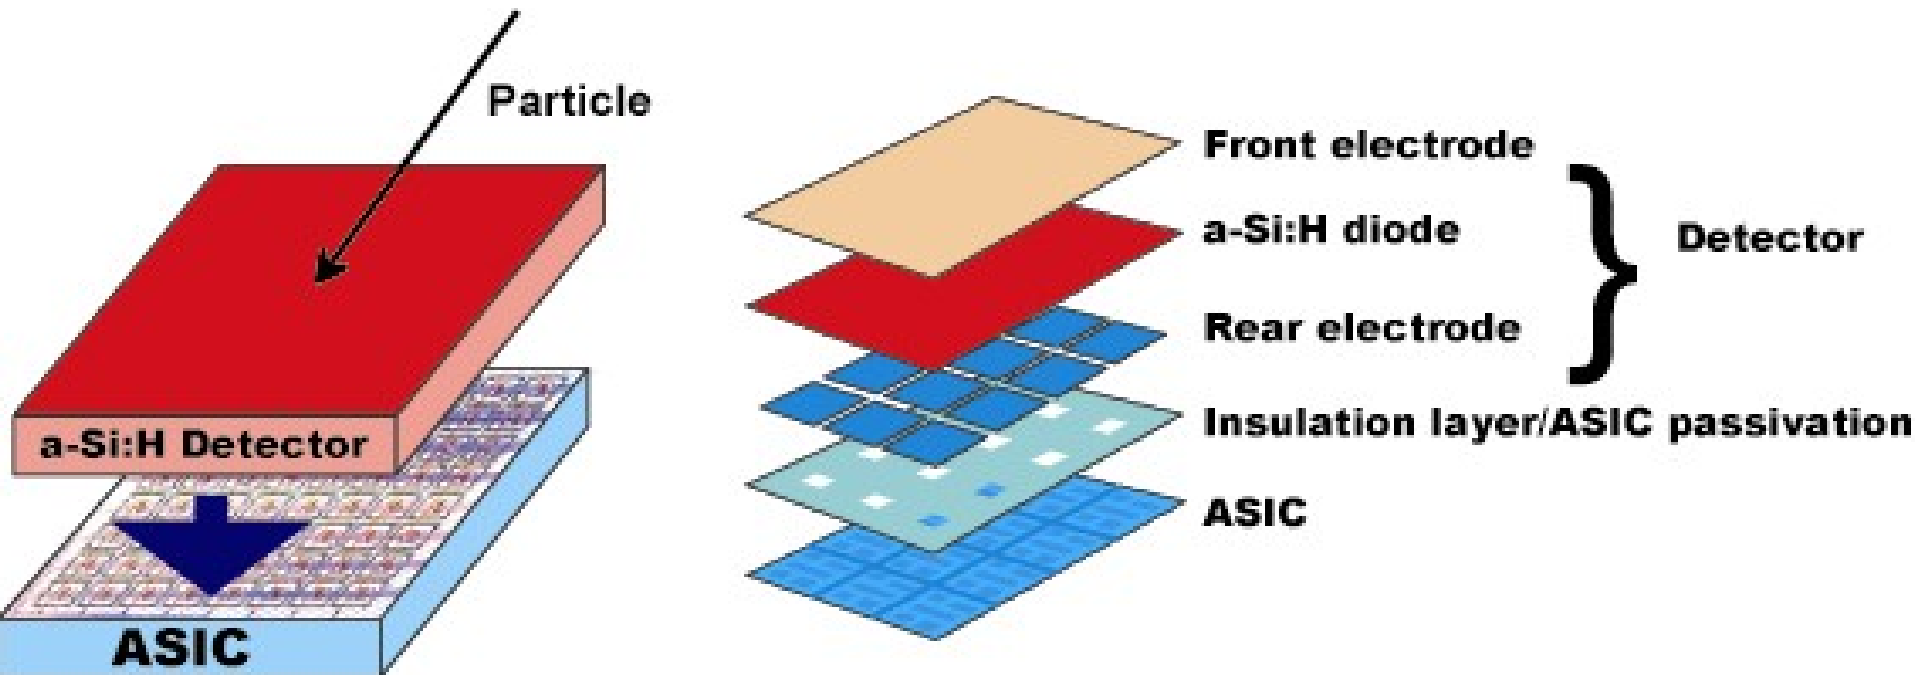 Particle
a-Si:H Detector
ASIC
Front electrode
a-Si:H diode
Detector
Rear electrode
Insulation layer/ASIC passivation
ASIC